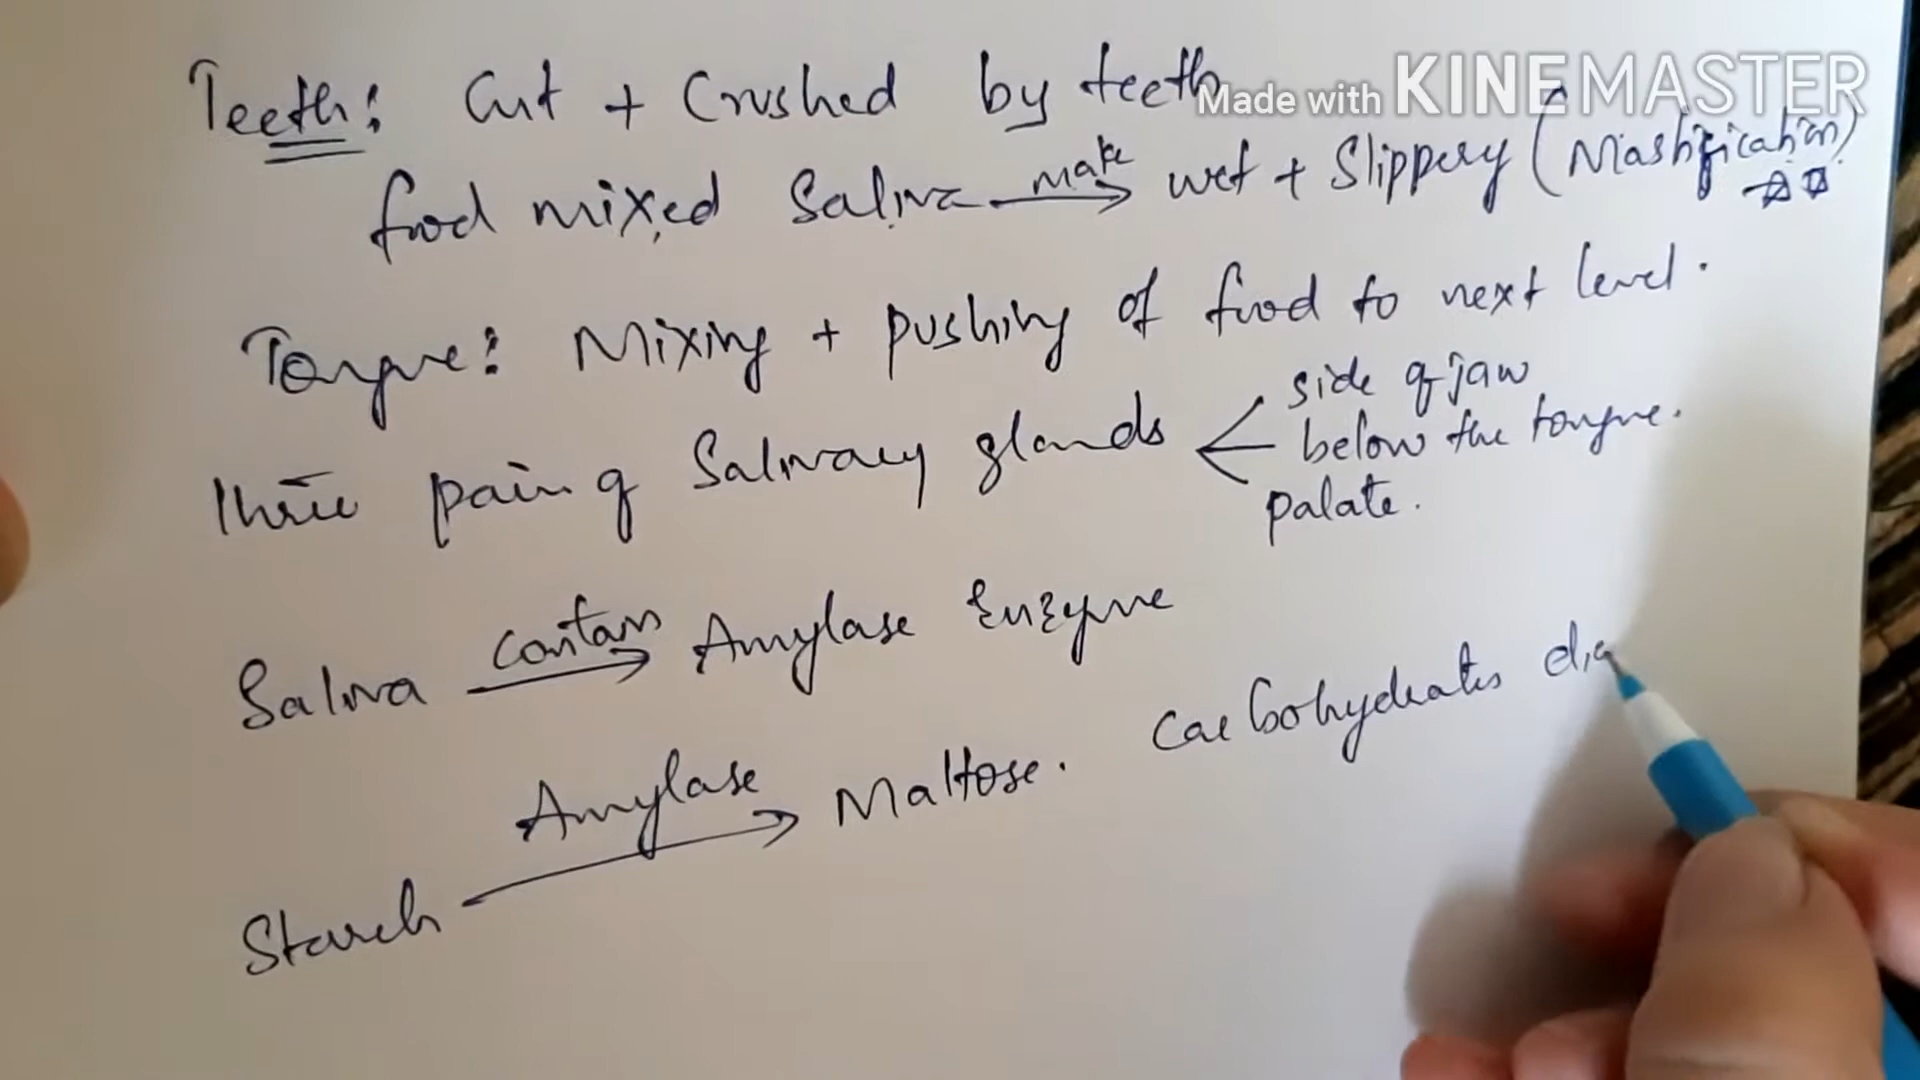 Teeth: Cut + Crushed by teeth
Made with KINEMASTER
food mixed Saliva make → wet + Slippery (Mastification)
Tongue: Mixing + pushing of food to next level.
Three pair of Salivary glands < side of jaw
below the tongue.
palate.
Saliva contains → Amylase Enzyme
Starch Amylase → Maltose. Carbohydrates dig